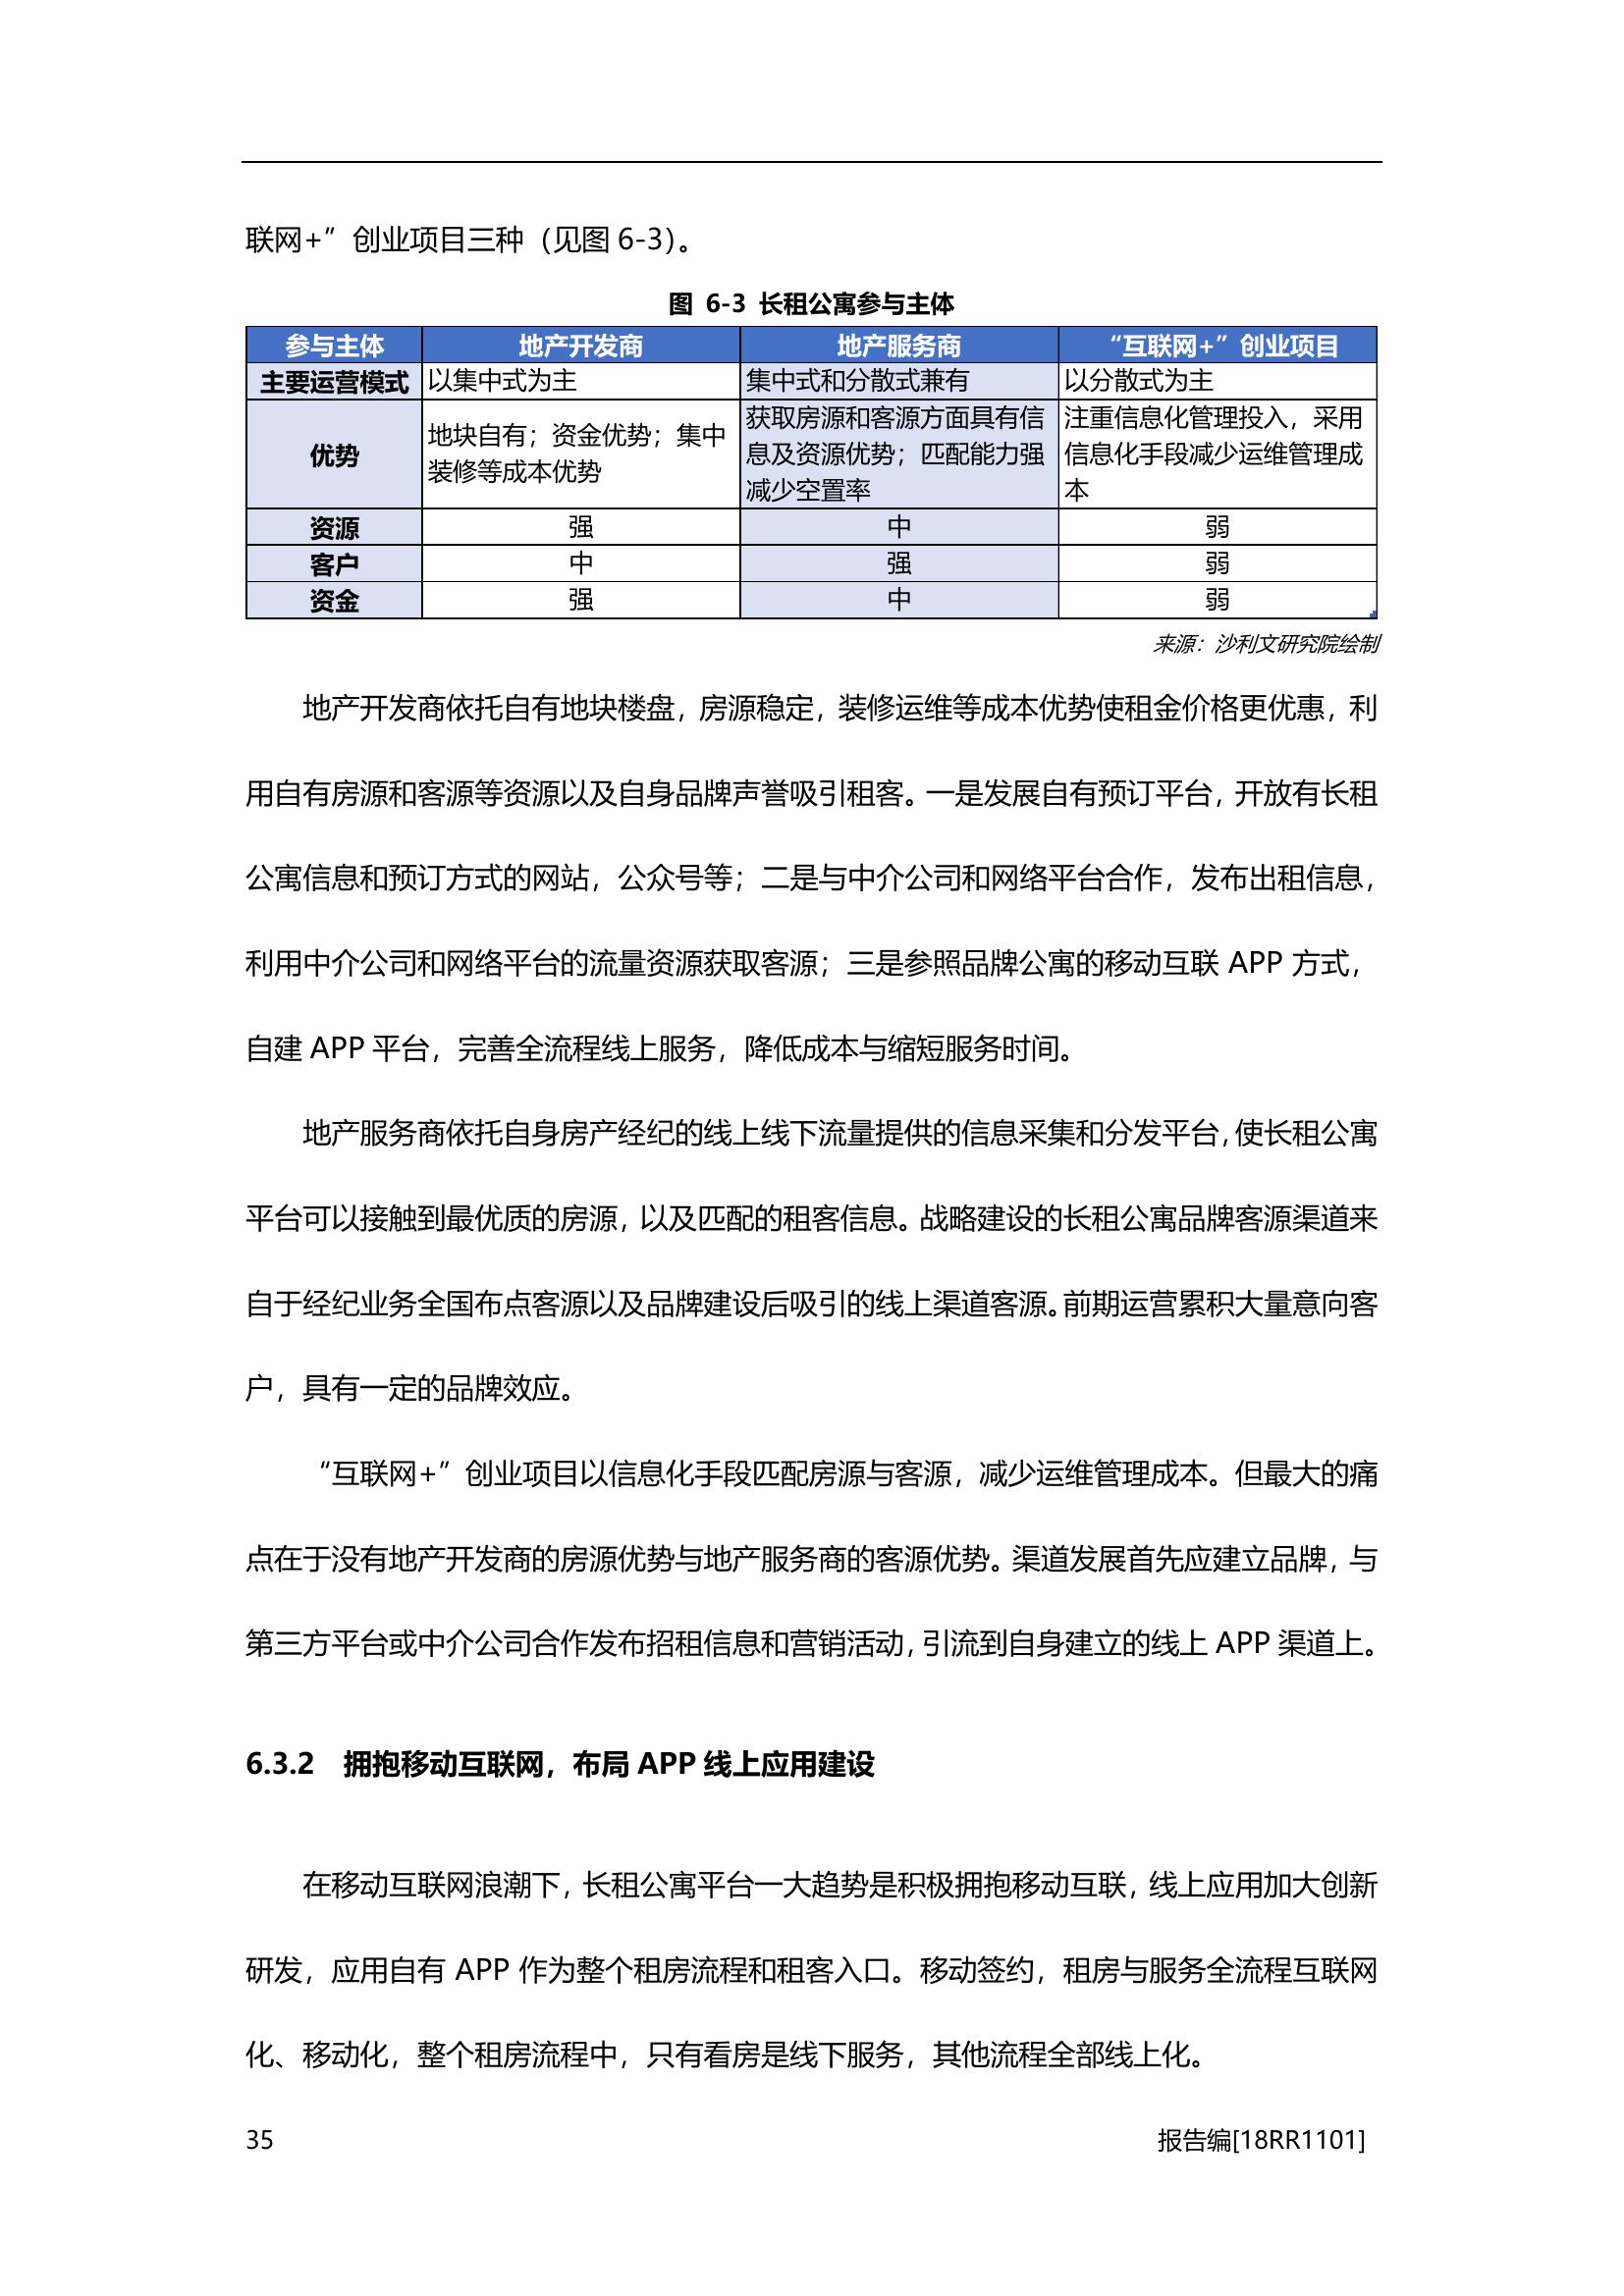 联网+”创业项目三种（见图 6-3）。
图 6-3 长租公寓参与主体
参与主体 地产开发商 地产服务商 “互联网+”创业项目
主要运营模式 以集中式为主 集中式和分散式兼有 以分散式为主
优势 地块自有；资金优势；集中 获取房源和客源方面具有信 注重信息化管理投入，采用
装修等成本优势 息及资源优势；匹配能力强 信息化手段减少运维管理成
减少空置率 本
资源 强 中 弱
客户 中 强 弱
资金 强 中 弱
来源：沙利文研究院绘制
地产开发商依托自有地块楼盘，房源稳定，装修运维等成本优势使租金价格更优惠，利
用自有房源和客源等资源以及自身品牌声誉吸引租客。一是发展自有预订平台，开放有长租
公寓信息和预订方式的网站，公众号等；二是与中介公司和网络平台合作，发布出租信息，
利用中介公司和网络平台的流量资源获取客源；三是参照品牌公寓的移动互联 APP 方式，
自建 APP 平台，完善全流程线上服务，降低成本与缩短服务时间。
地产服务商依托自身房产经纪的线上线下流量提供的信息采集和分发平台，使长租公寓
平台可以接触到最优质的房源，以及匹配的租客信息。战略建设的长租公寓品牌客源渠道来
自于经纪业务全国布点客源以及品牌建设后吸引的线上渠道客源。前期运营累积大量意向客
户，具有一定的品牌效应。
“互联网+”创业项目以信息化手段匹配房源与客源，减少运维管理成本。但最大的痛
点在于没有地产开发商的房源优势与地产服务商的客源优势。渠道发展首先应建立品牌，与
第三方平台或中介公司合作发布招租信息和营销活动，引流到自身建立的线上 APP 渠道上。
6.3.2 拥抱移动互联网，布局 APP 线上应用建设
在移动互联网浪潮下，长租公寓平台一大趋势是积极拥抱移动互联，线上应用加大创新
研发，应用自有 APP 作为整个租房流程和租客入口。移动签约，租房与服务全流程互联网
化、移动化，整个租房流程中，只有看房是线下服务，其他流程全部线上化。
35 报告编[18RR1101]